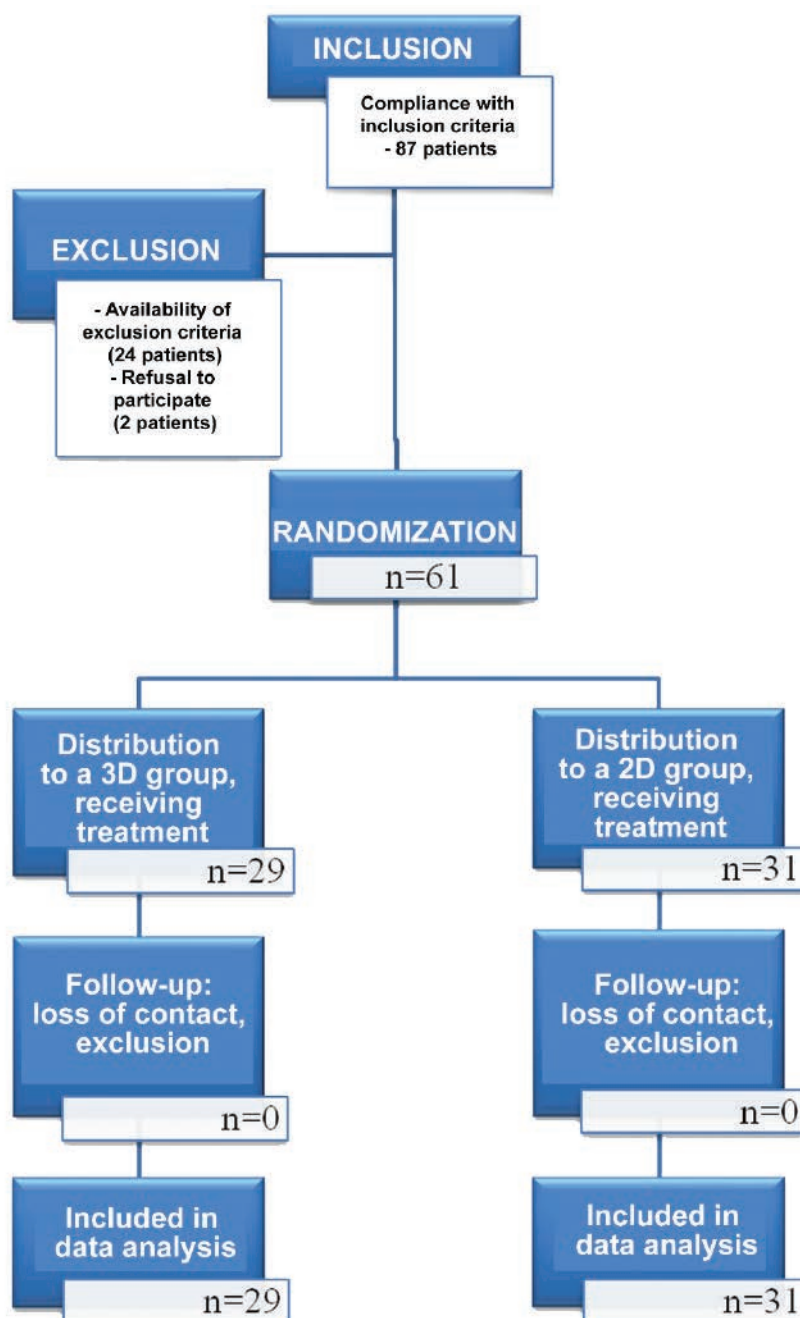 INCLUSION
Compliance with
inclusion criteria
- 87 patients
EXCLUSION
- Availability of
exclusion criteria
(24 patients)
- Refusal to
participate
(2 patients)
RANDOMIZATION
n=61
Distribution
to a 3D group,
receiving
treatment
n=29
Distribution
to a 2D group,
receiving
treatment
n=31
Follow-up:
loss of contact,
exclusion
n=0
Follow-up:
loss of contact,
exclusion
n=0
Included in
data analysis
n=29
Included in
data analysis
n=31